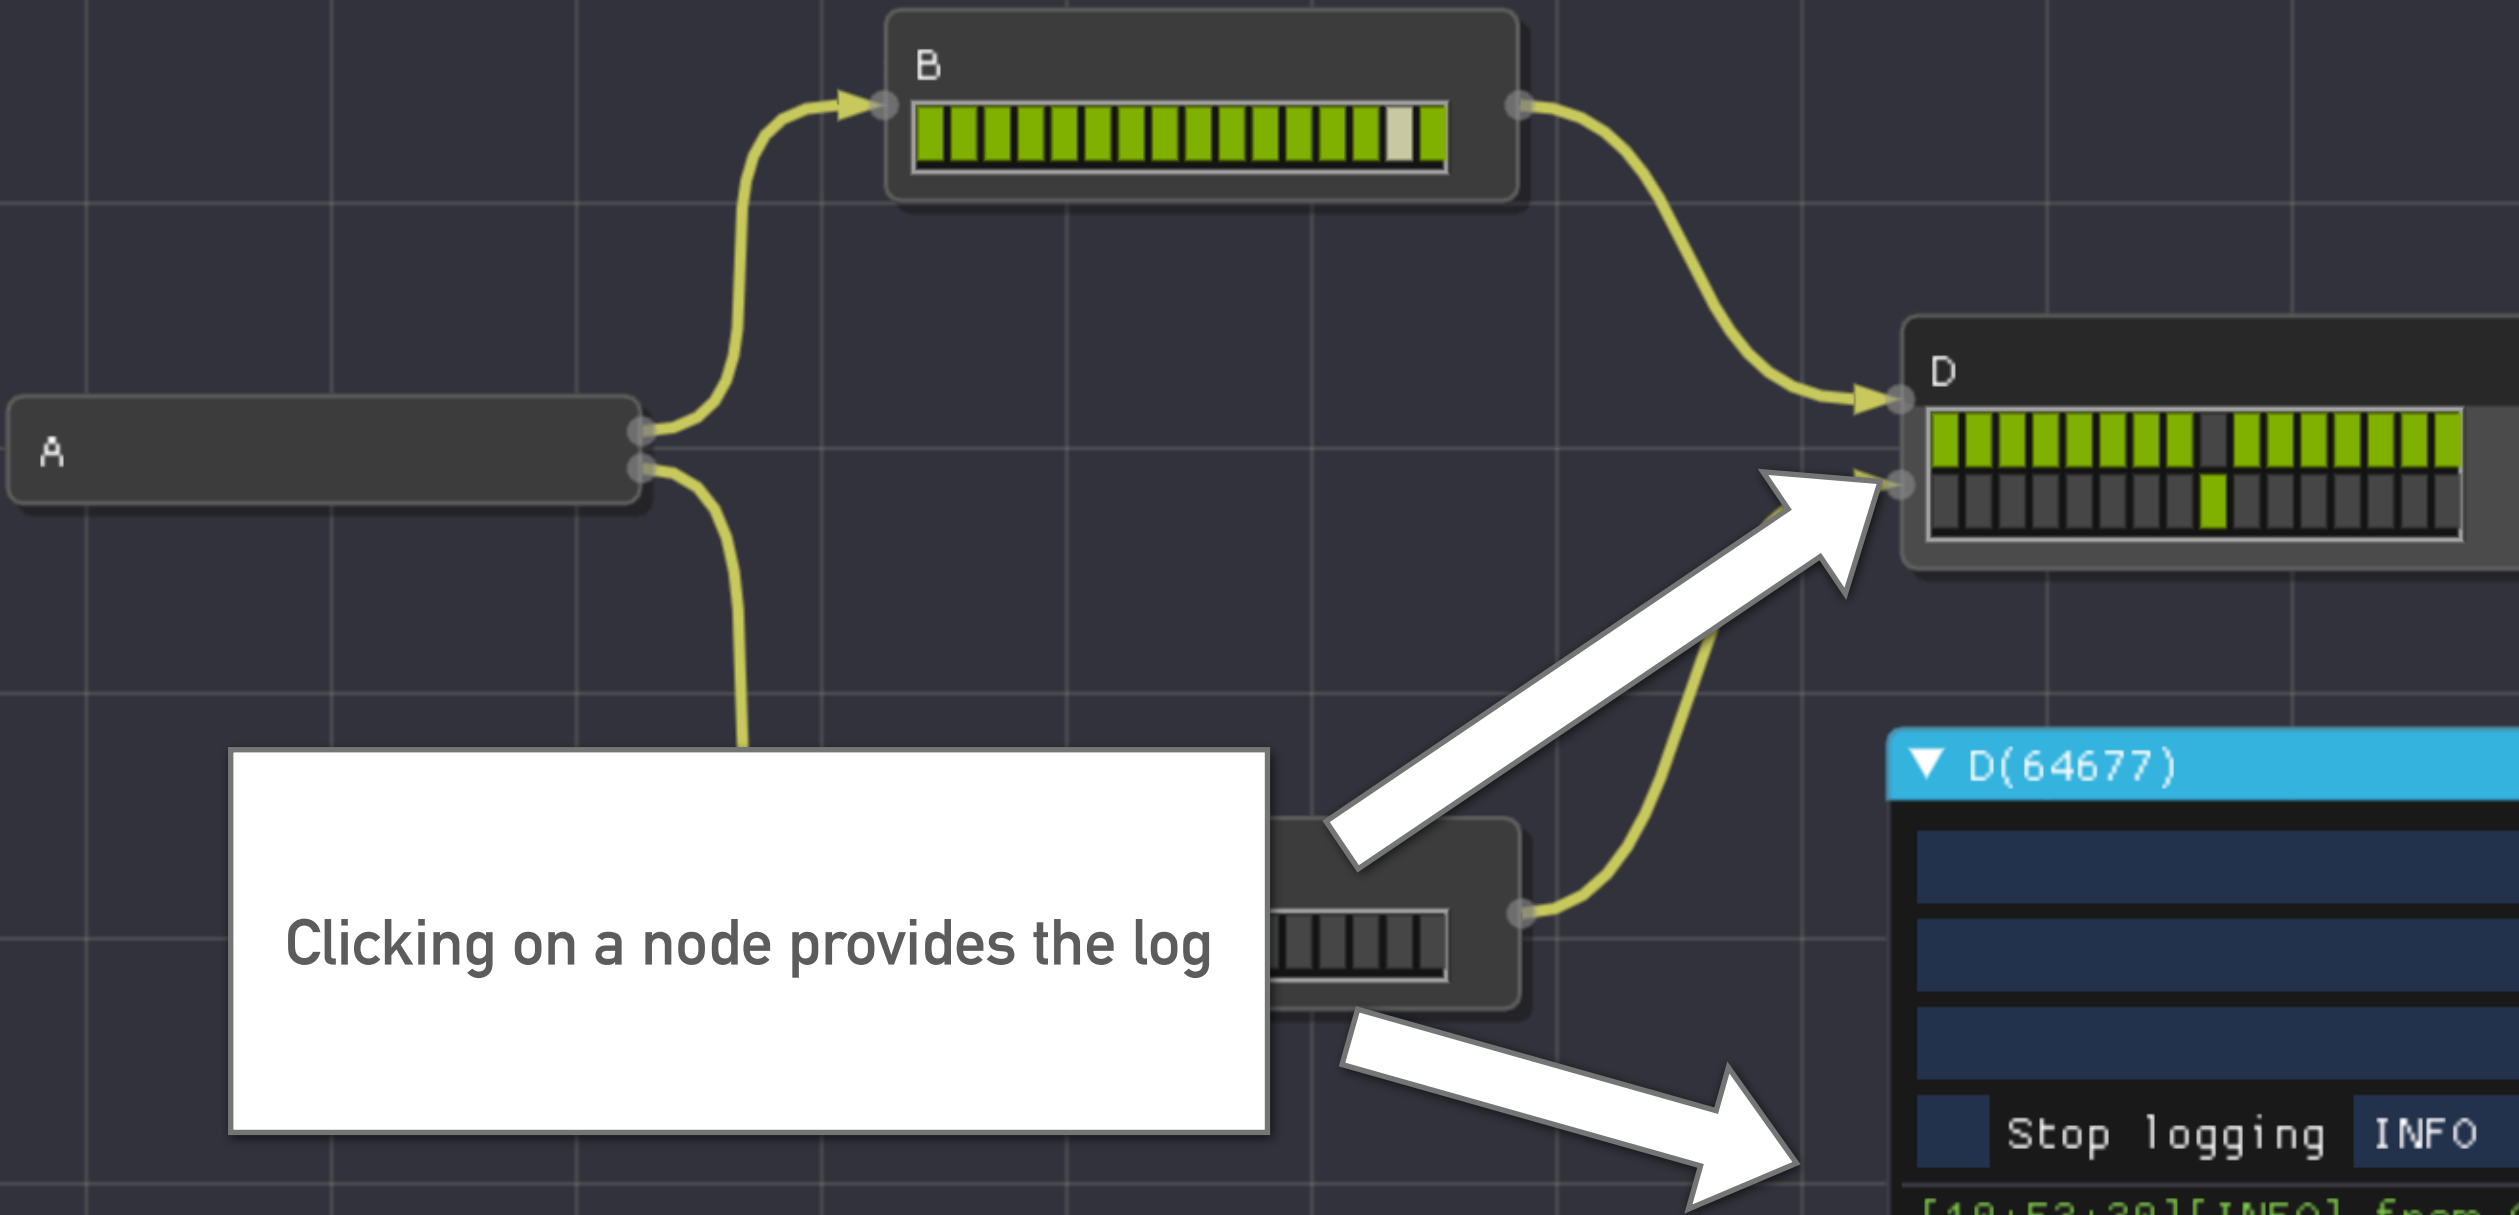 B
A
D
D(64677)
Clicking on a node provides the log
Stop logging INFO